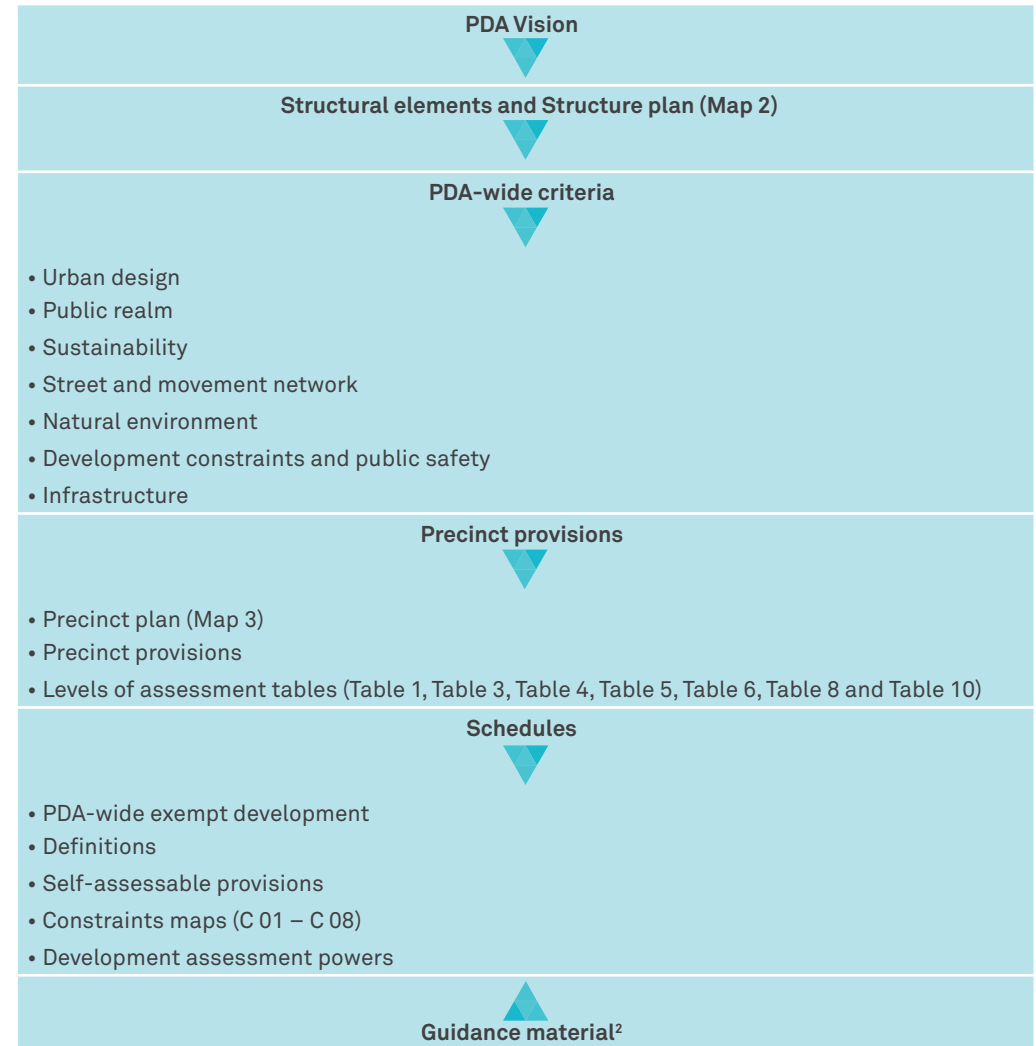 PDA Vision
Structural elements and Structure plan (Map 2)
PDA-wide criteria
• Urban design
• Public realm
• Sustainability
• Street and movement network
• Natural environment
• Development constraints and public safety
• Infrastructure
Precinct provisions
• Precinct plan (Map 3)
• Precinct provisions
• Levels of assessment tables (Table 1, Table 3, Table 4, Table 5, Table 6, Table 8 and Table 10)
Schedules
• PDA-wide exempt development
• Definitions
• Self-assessable provisions
• Constraints maps (C 01 – C 08)
• Development assessment powers
Guidance material²